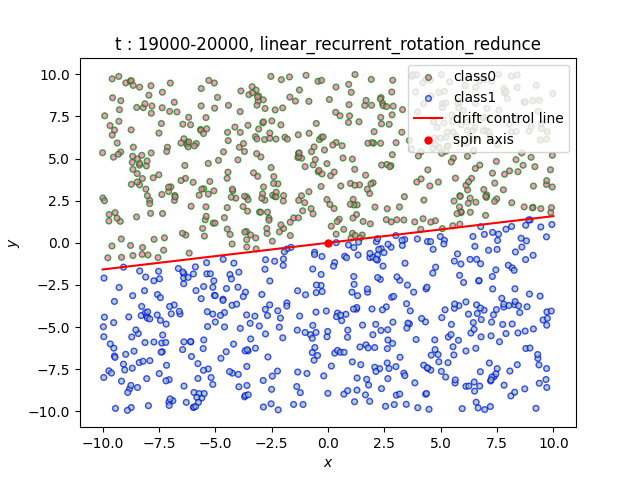 t : 19000-20000, linear_recurrent_rotation_redunce
class0
class1
drift control line
spin axis
10.0
7.5
5.0
2.5
0.0
−2.5
−5.0
−7.5
−10.0
y
−10.0 −7.5 −5.0 −2.5 0.0 2.5 5.0 7.5 10.0
x